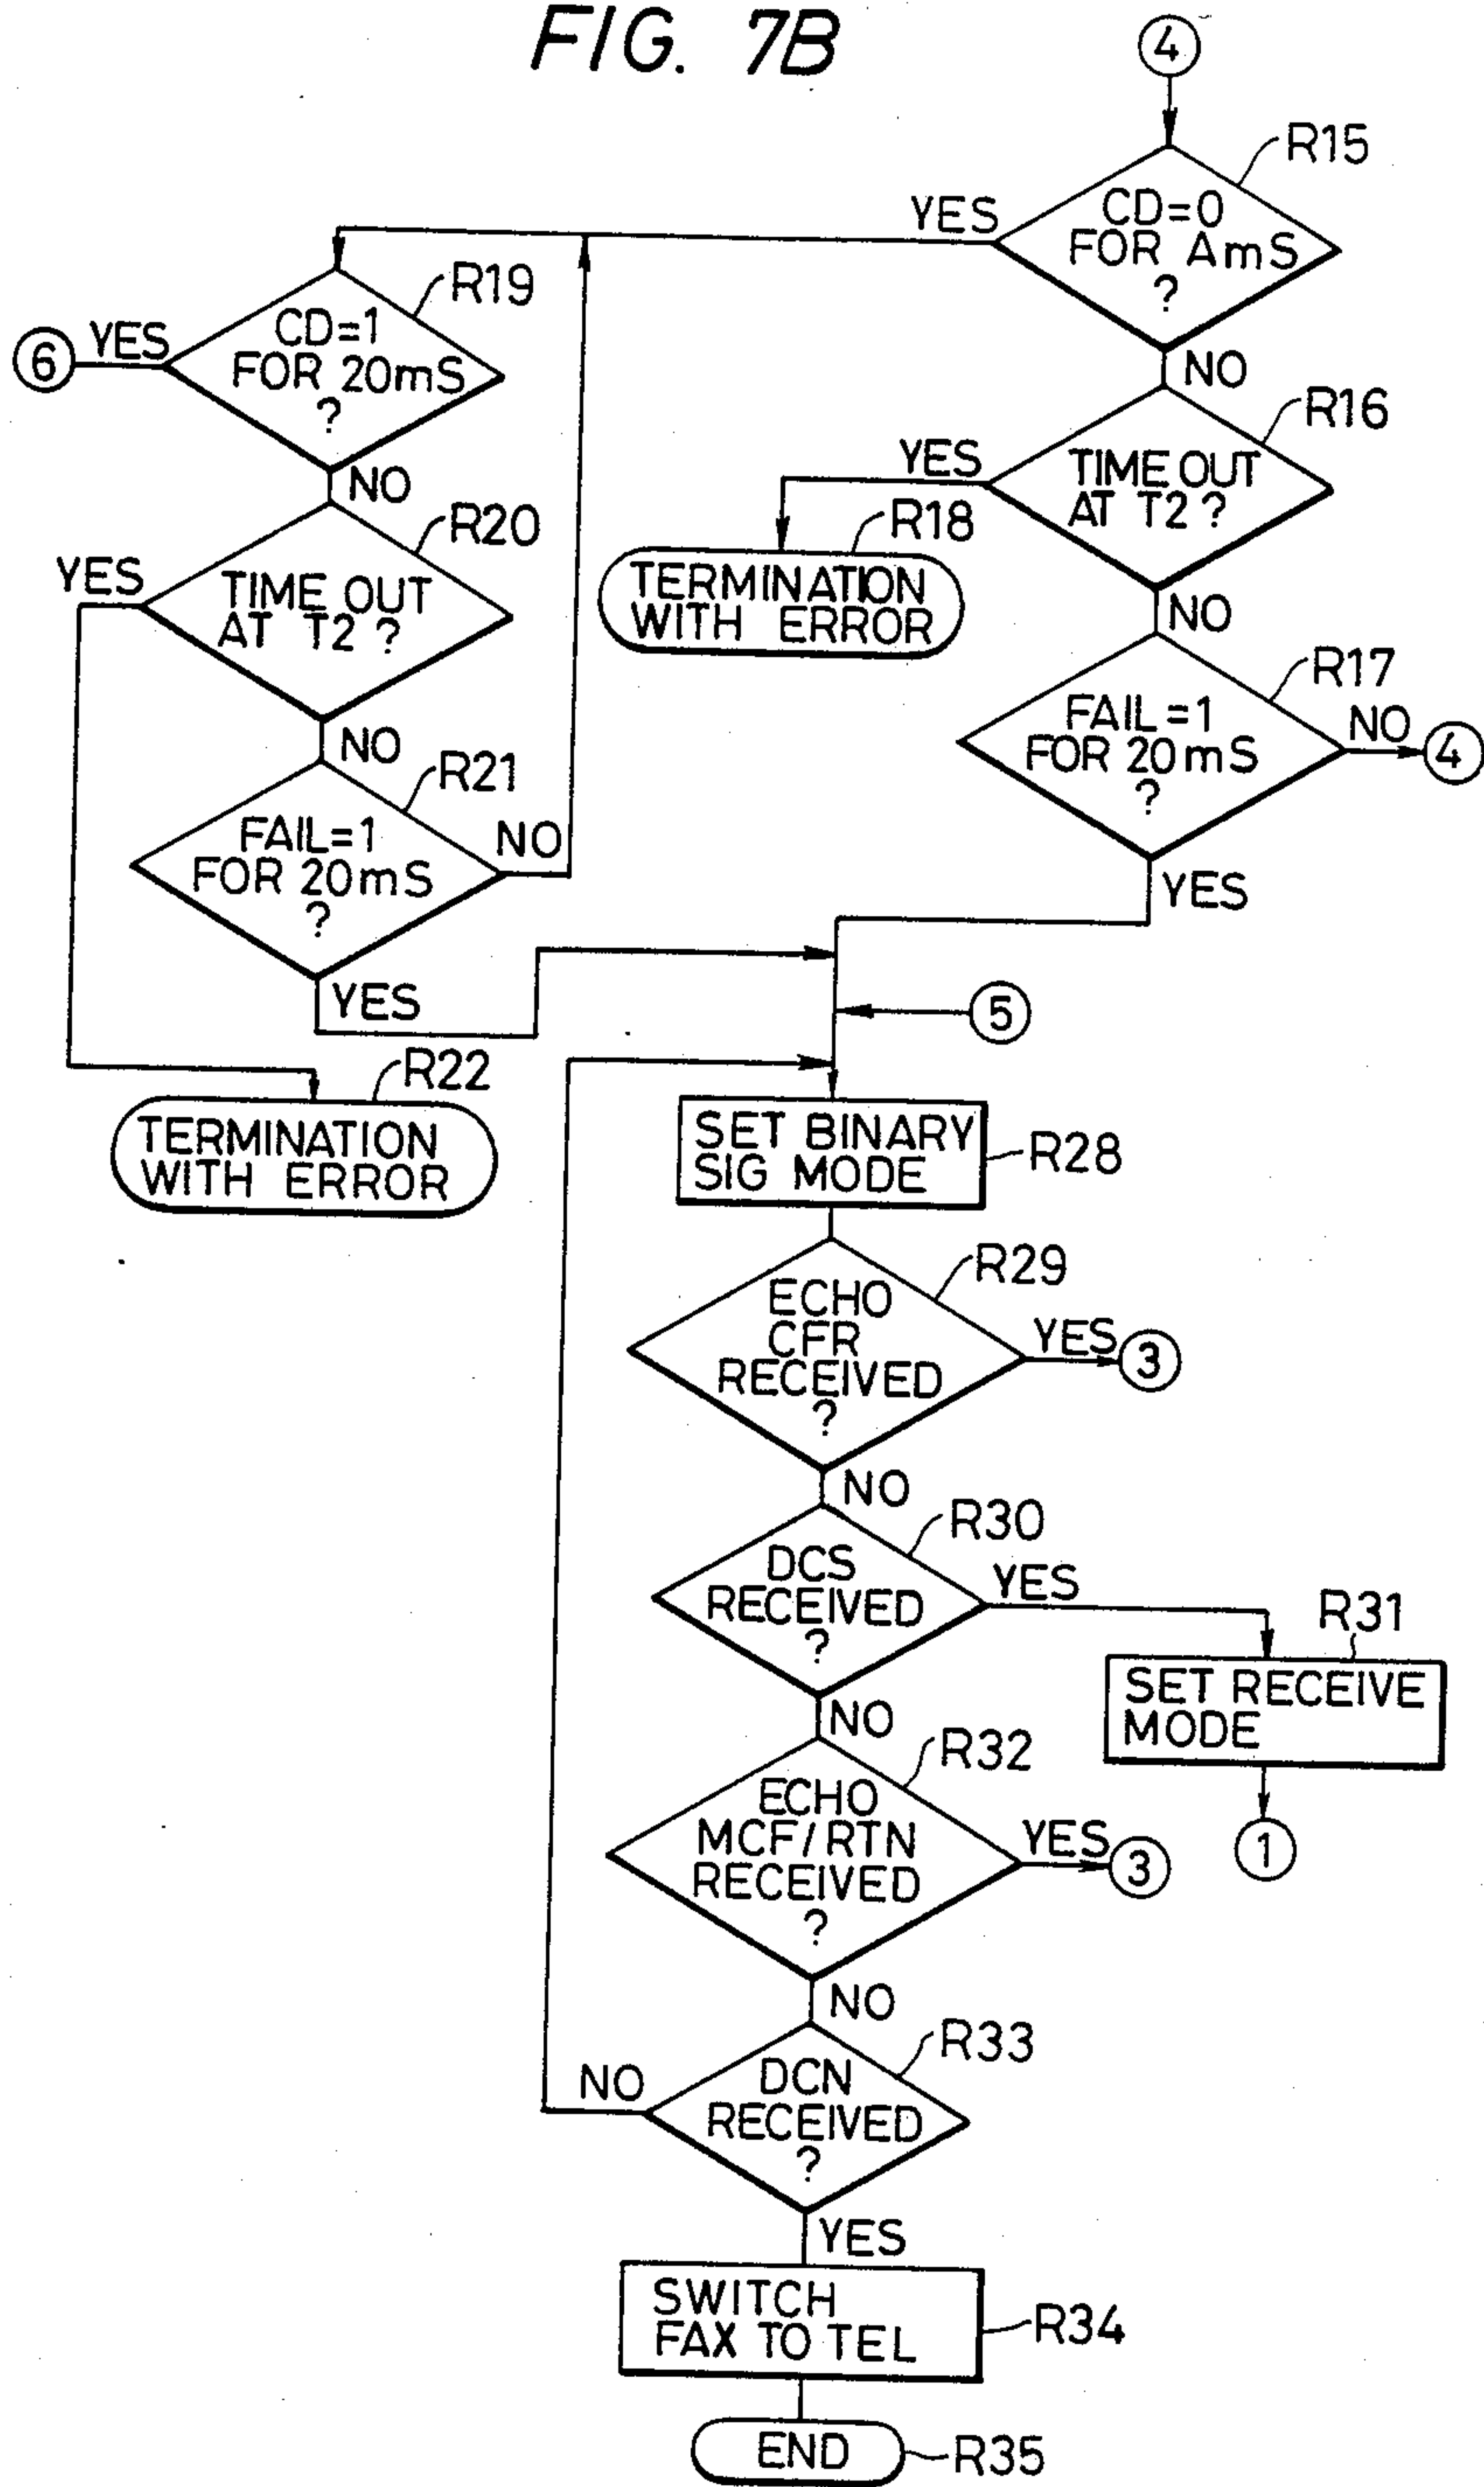 FIG. 7B
4
R15
YES
CD=0
FOR AmS
?
R19
CD=1
FOR 20mS
?
6
YES
NO
R16
YES
TIME OUT
AT T2 ?
NO
R20
YES
TIME OUT
AT T2 ?
R18
TERMINATION
WITH ERROR
NO
R17
FAIL=1
FOR 20mS
?
NO
4
NO
R21
FAIL=1
FOR 20mS
?
NO
YES
YES
5
R22
TERMINATION
WITH ERROR
SET BINARY
SIG MODE
R28
R29
ECHO
CFR
RECEIVED
?
YES
3
NO
R30
DCS
RECEIVED
?
YES
R31
SET RECEIVE
MODE
1
NO
R32
ECHO
MCF/RTN
RECEIVED
?
YES
3
NO
R33
DCN
RECEIVED
?
NO
YES
SWITCH
FAX TO TEL
R34
END
R35